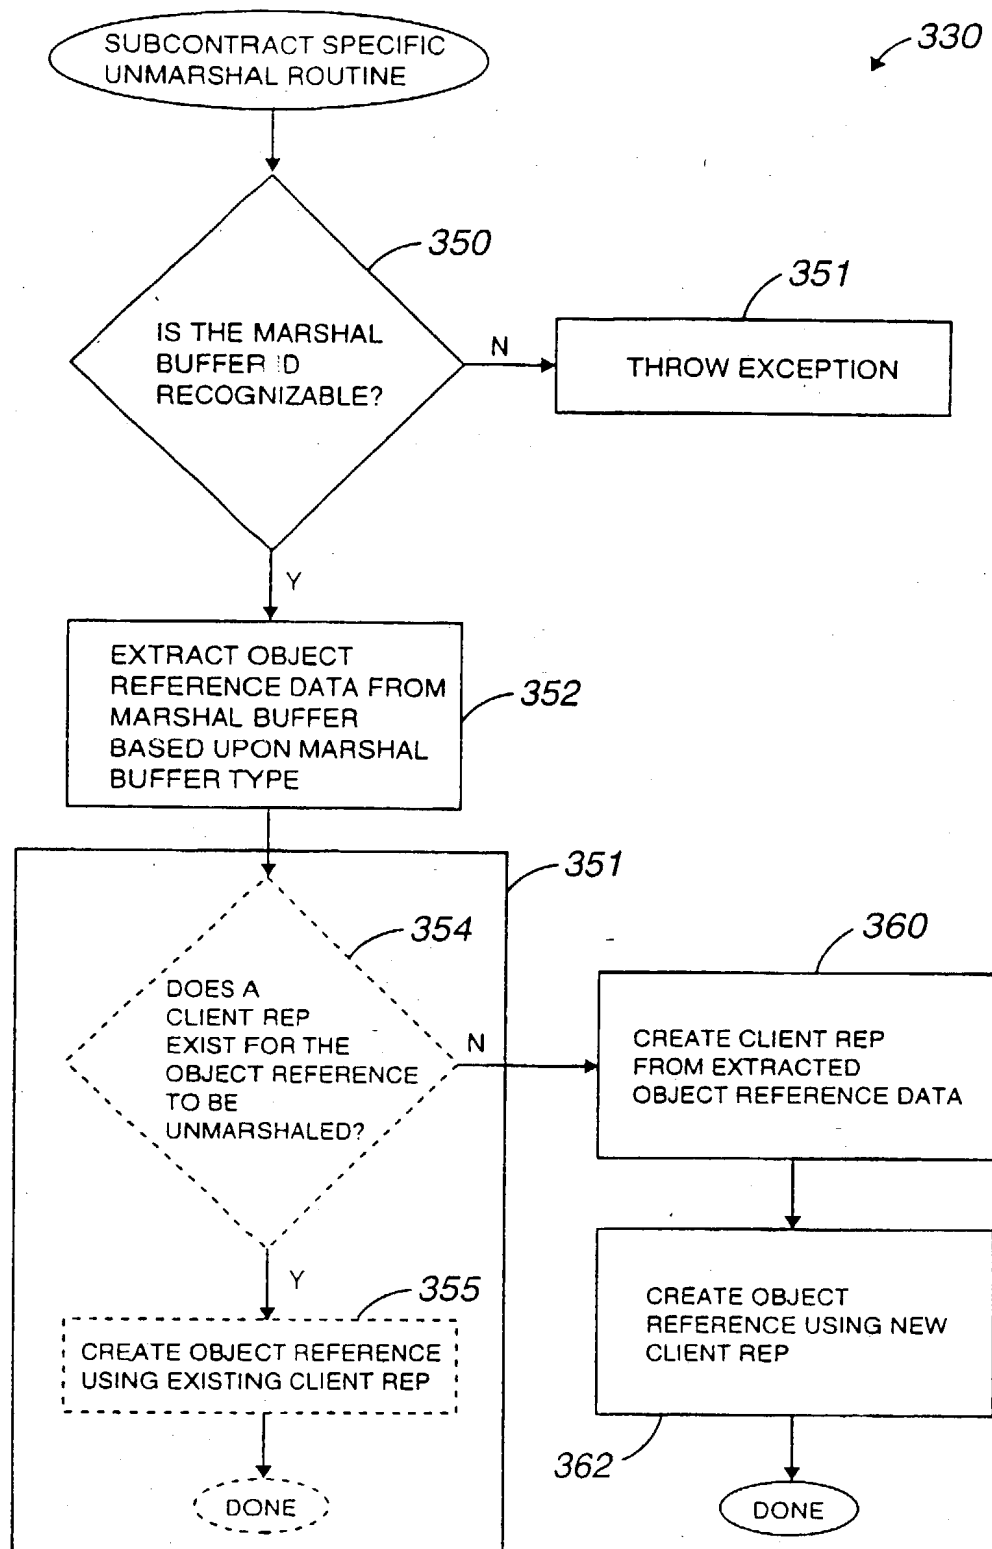 SUBCONTRACT SPECIFIC
UNMARSHAL ROUTINE
330
350
IS THE MARSHAL
BUFFER ID
RECOGNIZABLE?
N
351
THROW EXCEPTION
Y
EXTRACT OBJECT
REFERENCE DATA FROM
MARSHAL BUFFER
BASED UPON MARSHAL
BUFFER TYPE
352
351
354
DOES A
CLIENT REP
EXIST FOR THE
OBJECT REFERENCE
TO BE
UNMARSHALED?
N
360
CREATE CLIENT REP
FROM EXTRACTED
OBJECT REFERENCE DATA
Y
355
CREATE OBJECT REFERENCE
USING EXISTING CLIENT REP
CREATE OBJECT
REFERENCE USING NEW
CLIENT REP
362
DONE
DONE